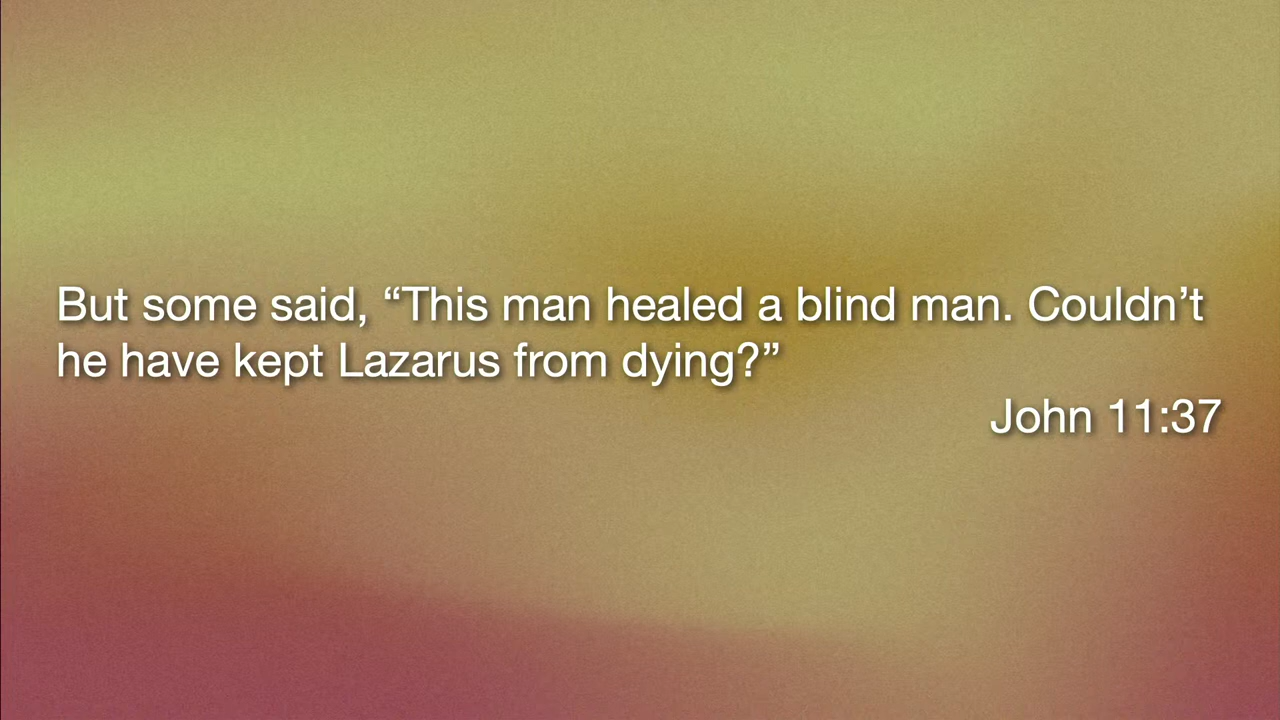 But some said, “This man healed a blind man. Couldn’t
he have kept Lazarus from dying?”
John 11:37